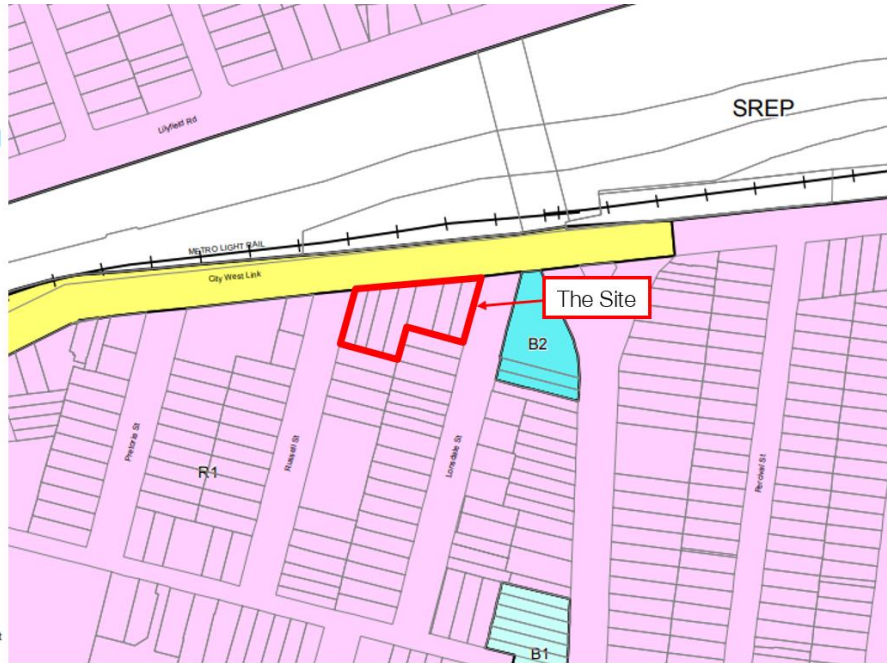 Lilyfield Rd
SREP
METRO LIGHT RAIL
City West Link
The Site
B2
Pretoria St
Russell St
Lonsdale St
Percival St
R1
B1